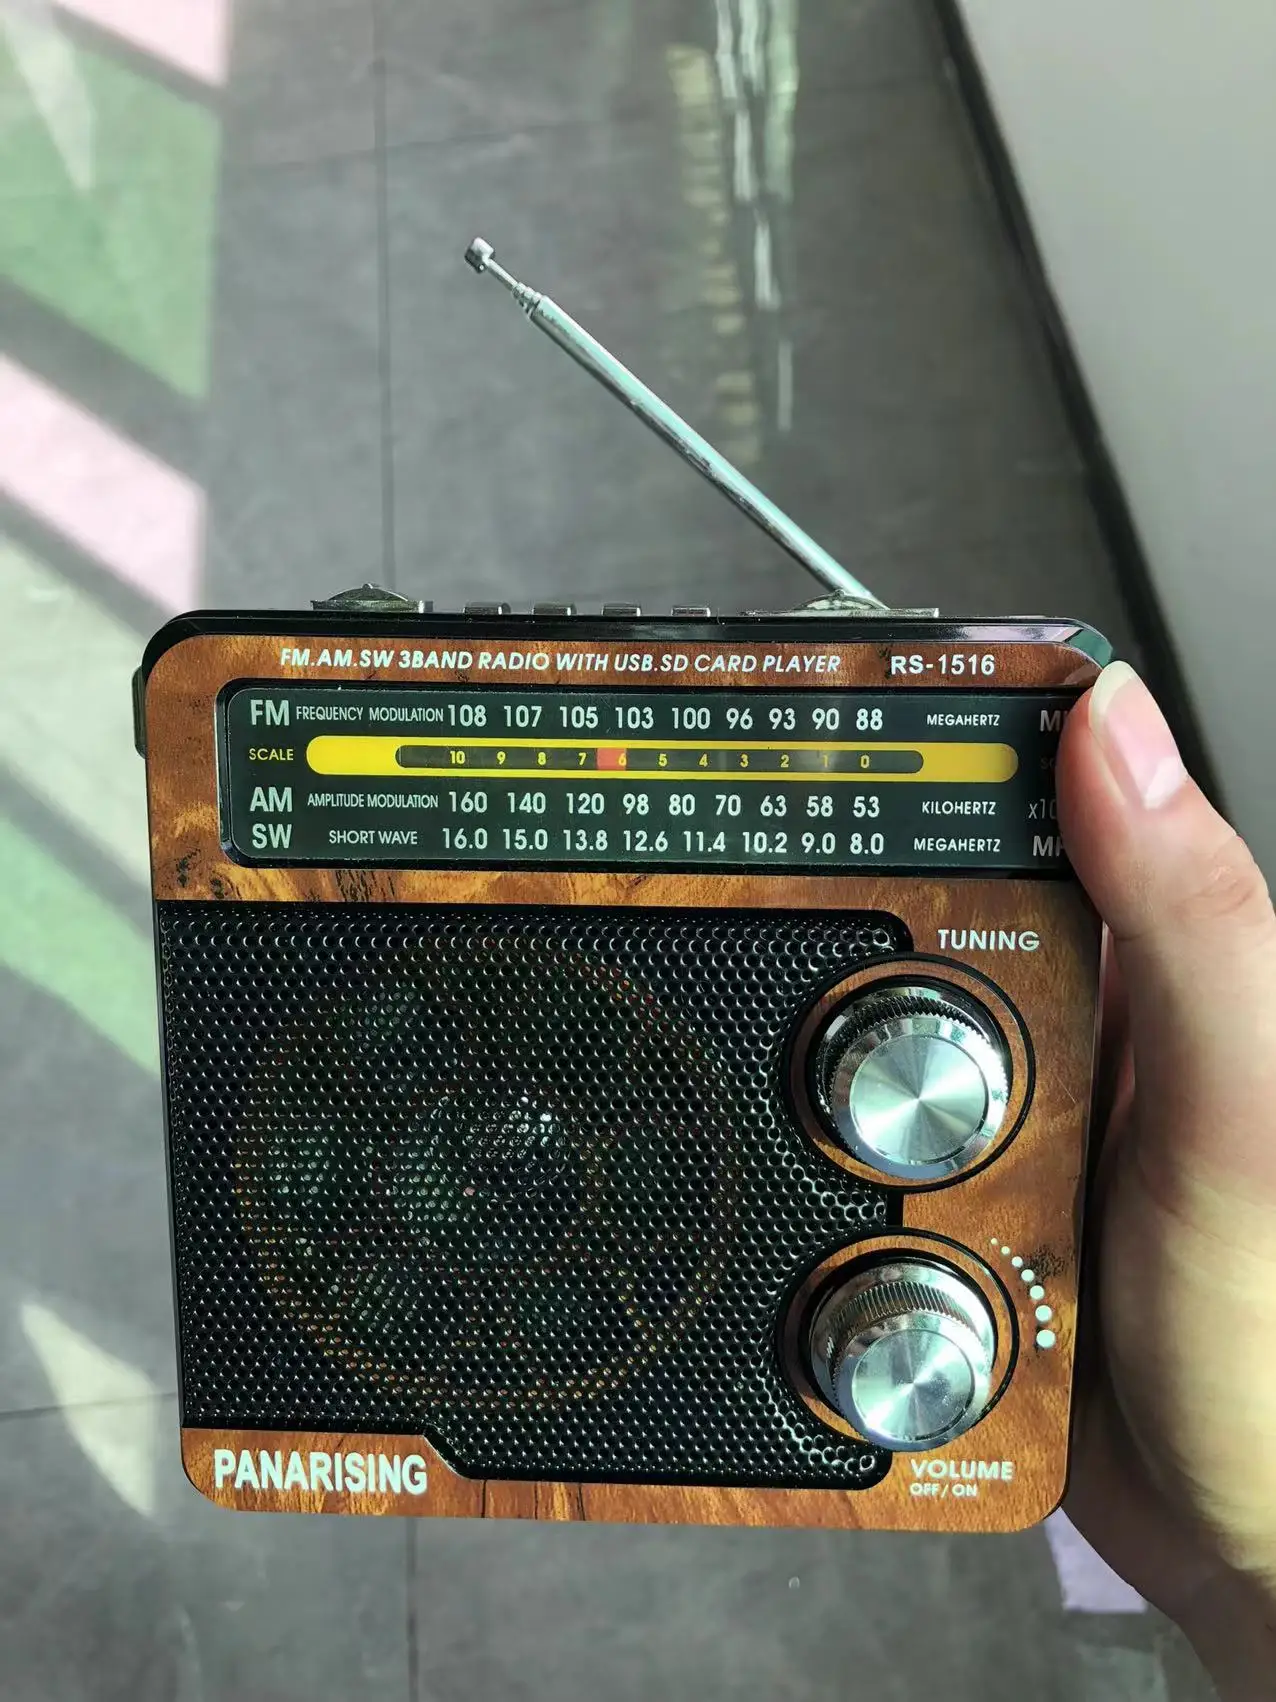 FM.AM.SW 3BAND RADIO WITH USB.SD CARD PLAYER RS-1516
FM FREQUENCY MODULATION 108 107 105 103 100 96 93 90 88 MEGAHERTZ
SCALE 10 9 8 7 6 5 4 3 2 1 0
AM AMPLITUDE MODULATION 160 140 120 98 80 70 63 58 53 KILOHERTZ
SW SHORT WAVE 16.0 15.0 13.8 12.6 11.4 10.2 9.0 8.0 MEGAHERTZ
TUNING
PANARISING
VOLUME
OFF/ON